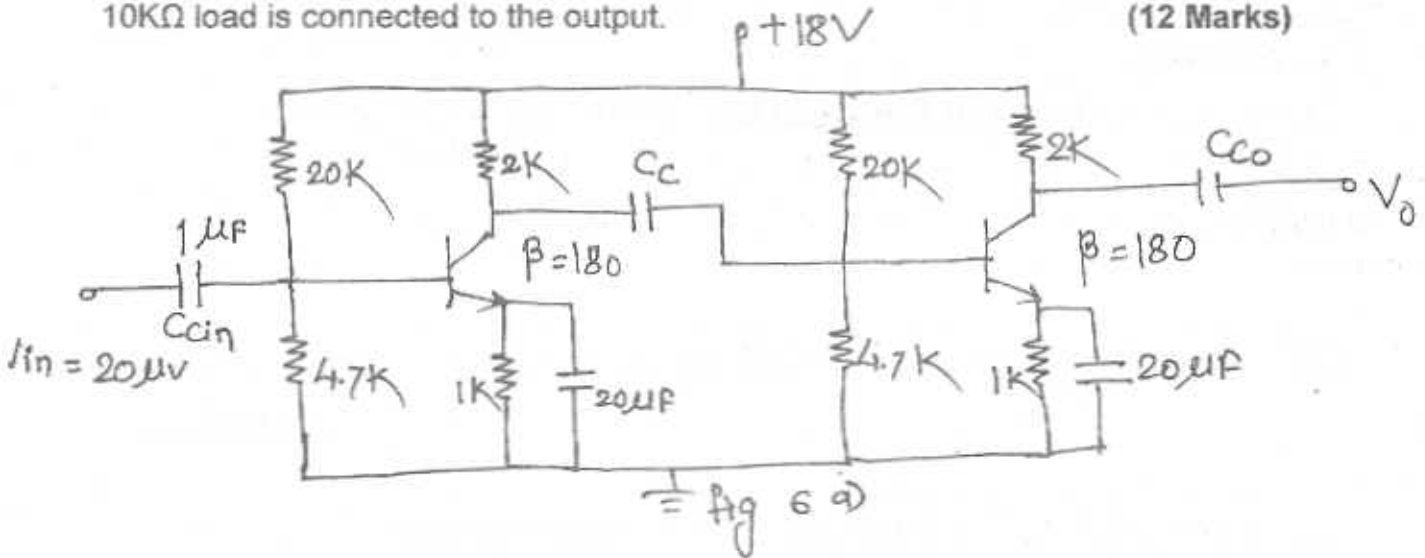 10KΩ load is connected to the output.
(12 Marks)
+18V
20K
2K
Cc
20K
2K
Cco
Vo
1µF
β=180
β=180
Ccin
in = 20µv
4.7K
1K
20µF
4.7K
1K
20µF
fig 6 a)